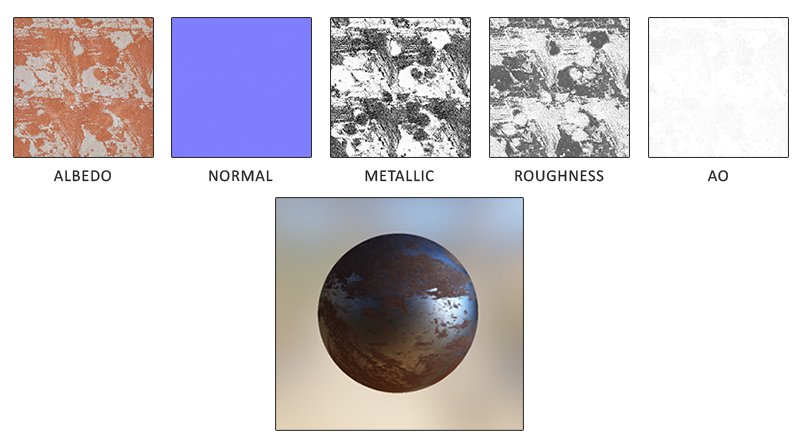 ALBEDO
NORMAL
METALLIC
ROUGHNESS
AO